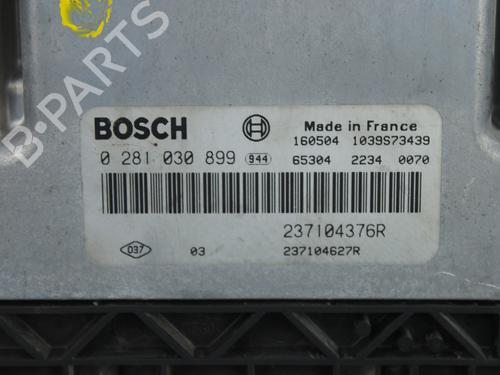 B-PARTS
BOSCH
Made in France
160504 1039S73439
0 281 030 899 944 65304 2234 0070
237104376R
037 03 237104627R